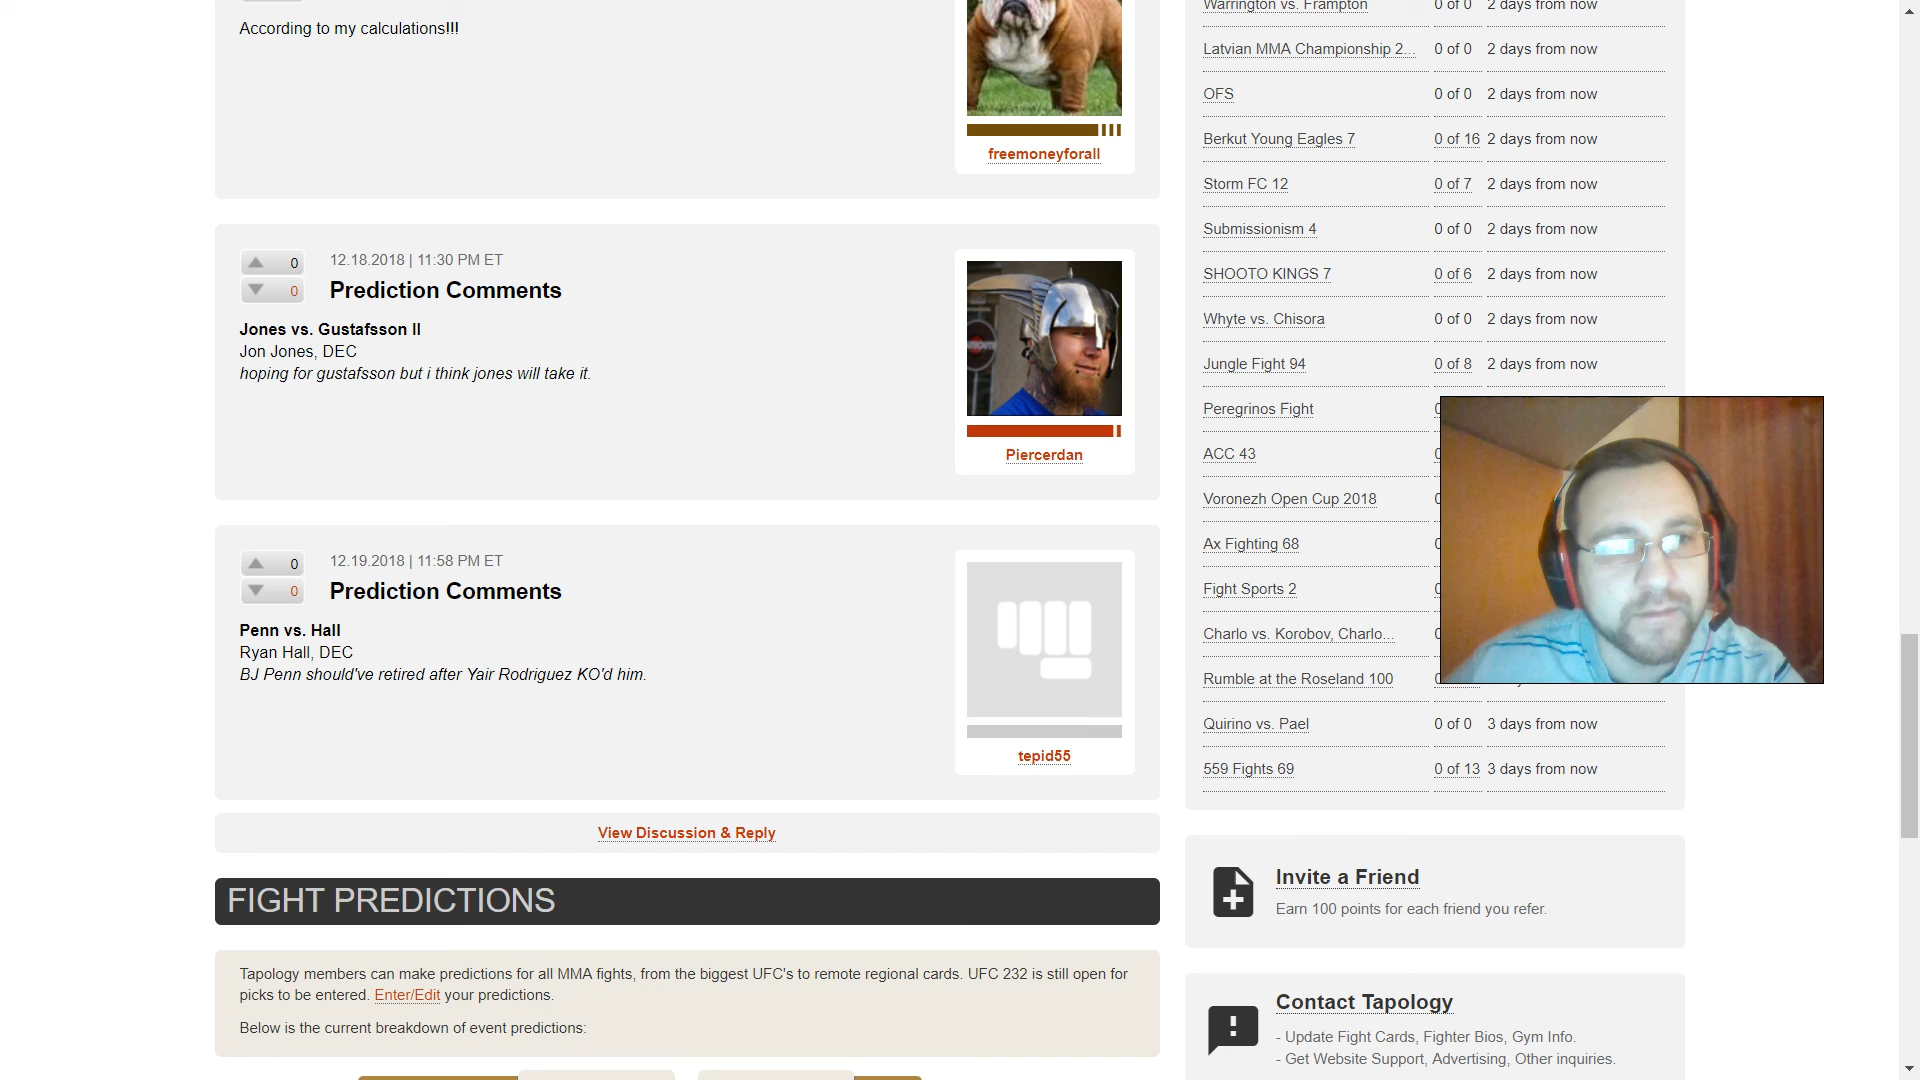 According to my calculations!!!
freemoneyforall
0
0
12.18.2018 | 11:30 PM ET
Prediction Comments
Jones vs. Gustafsson II
Jon Jones, DEC
hoping for gustafsson but i think jones will take it.
Piercerdan
0
0
12.19.2018 | 11:58 PM ET
Prediction Comments
Penn vs. Hall
Ryan Hall, DEC
BJ Penn should've retired after Yair Rodriguez KO'd him.
tepid55
View Discussion & Reply
FIGHT PREDICTIONS
Tapology members can make predictions for all MMA fights, from the biggest UFC's to remote regional cards. UFC 232 is still open for
picks to be entered. Enter/Edit your predictions.
Below is the current breakdown of event predictions:
Warrington vs. Frampton 0 of 0 2 days from now
Latvian MMA Championship 2... 0 of 0 2 days from now
OFS 0 of 0 2 days from now
Berkut Young Eagles 7 0 of 16 2 days from now
Storm FC 12 0 of 7 2 days from now
Submissionism 4 0 of 0 2 days from now
SHOOTO KINGS 7 0 of 6 2 days from now
Whyte vs. Chisora 0 of 0 2 days from now
Jungle Fight 94 0 of 8 2 days from now
Peregrinos Fight
ACC 43
Voronezh Open Cup 2018
Ax Fighting 68
Fight Sports 2
Charlo vs. Korobov, Charlo...
Rumble at the Roseland 100
Quirino vs. Pael 0 of 0 3 days from now
559 Fights 69 0 of 13 3 days from now
Invite a Friend
Earn 100 points for each friend you refer.
Contact Tapology
- Update Fight Cards, Fighter Bios, Gym Info.
- Get Website Support, Advertising, Other inquiries.